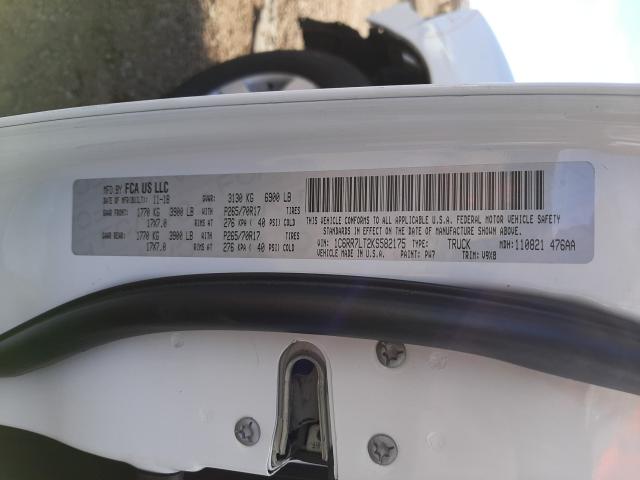 MFD BY FCA US LLC
DATE OF MFR(BUILT): 11-18 GVWR: 3130 KG 6900 LB
GAWR FRONT: 1770 KG 3900 LB WITH P265/70R17 TIRES
17X7.0 RIMS AT 276 KPA( 40 PSI) COLD
GAWR REAR: 1770 KG 3900 LB WITH P265/70R17 TIRES
17X7.0 RIMS AT 276 KPA( 40 PSI) COLD
THIS VEHICLE CONFORMS TO ALL APPLICABLE U.S.A. FEDERAL MOTOR VEHICLE SAFETY
STANDARDS IN EFFECT ON THE DATE OF MANUFACTURE SHOWN ABOVE.
VIN: 1C6RR7LT2KS582175 TYPE: TRUCK MDH: 110821 476AA
VEHICLE MADE IN U.S.A. PAINT: PW7 TRIM: V9X8